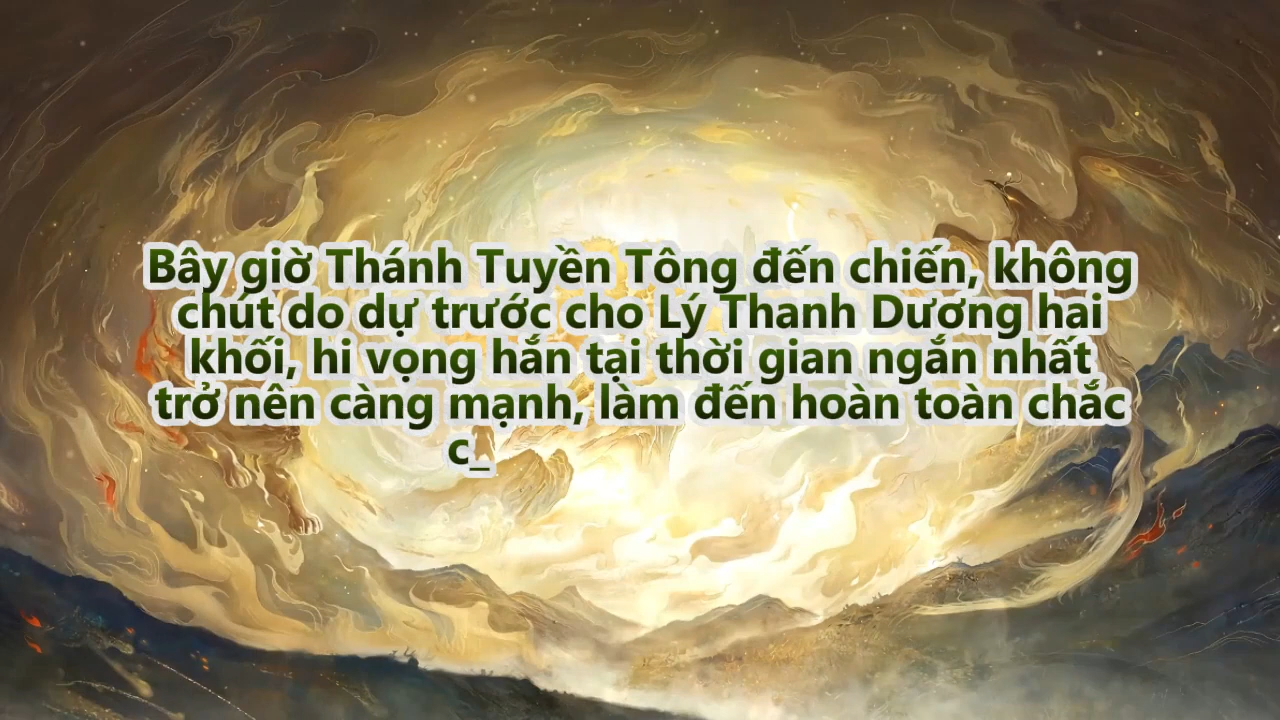 Bây giờ Thánh Tuyền Tông đến chiến, không
chút do dự trước cho Lý Thanh Dương hai
khối, hi vọng hắn tại thời gian ngắn nhất
trở nên càng mạnh, làm đến hoàn toàn chắc
c_